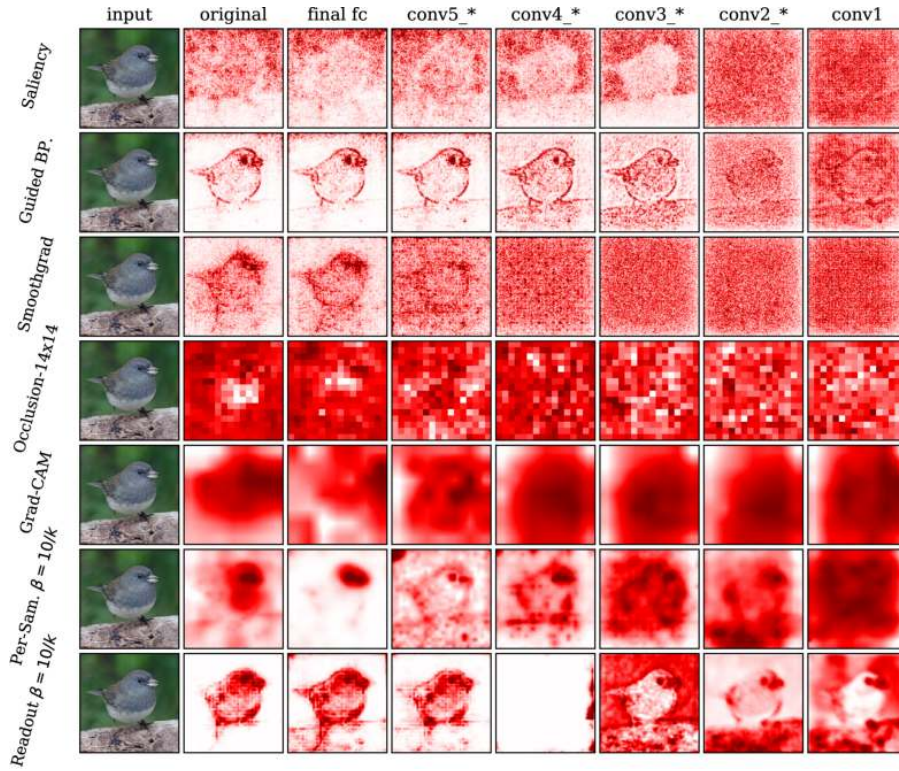 input original final fc conv5_* conv4_* conv3_* conv2_* conv1
Saliency
Guided BP.
Smoothgrad
Occlusion-14x14
Grad-CAM
Per-Sam. β = 10/k
Readout β = 10/k